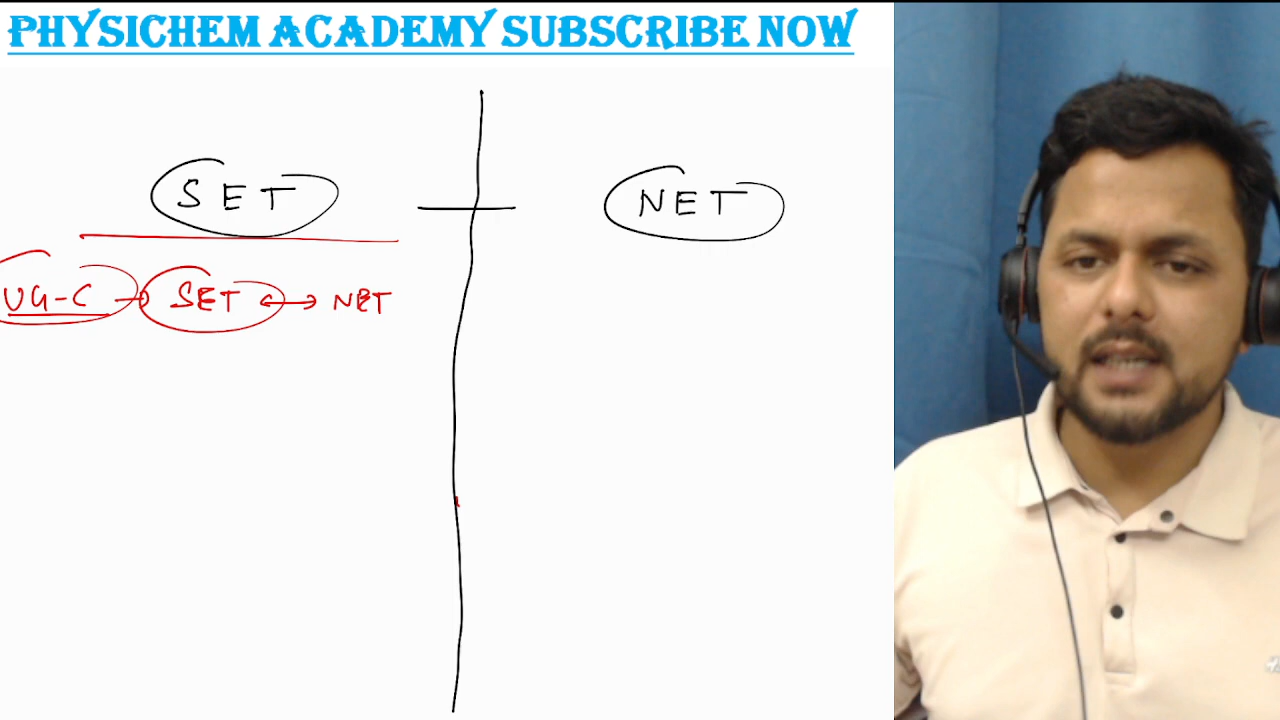 PHYSICHEM ACADEMY SUBSCRIBE NOW
SET
NET
UG-C → SET ↔ NET